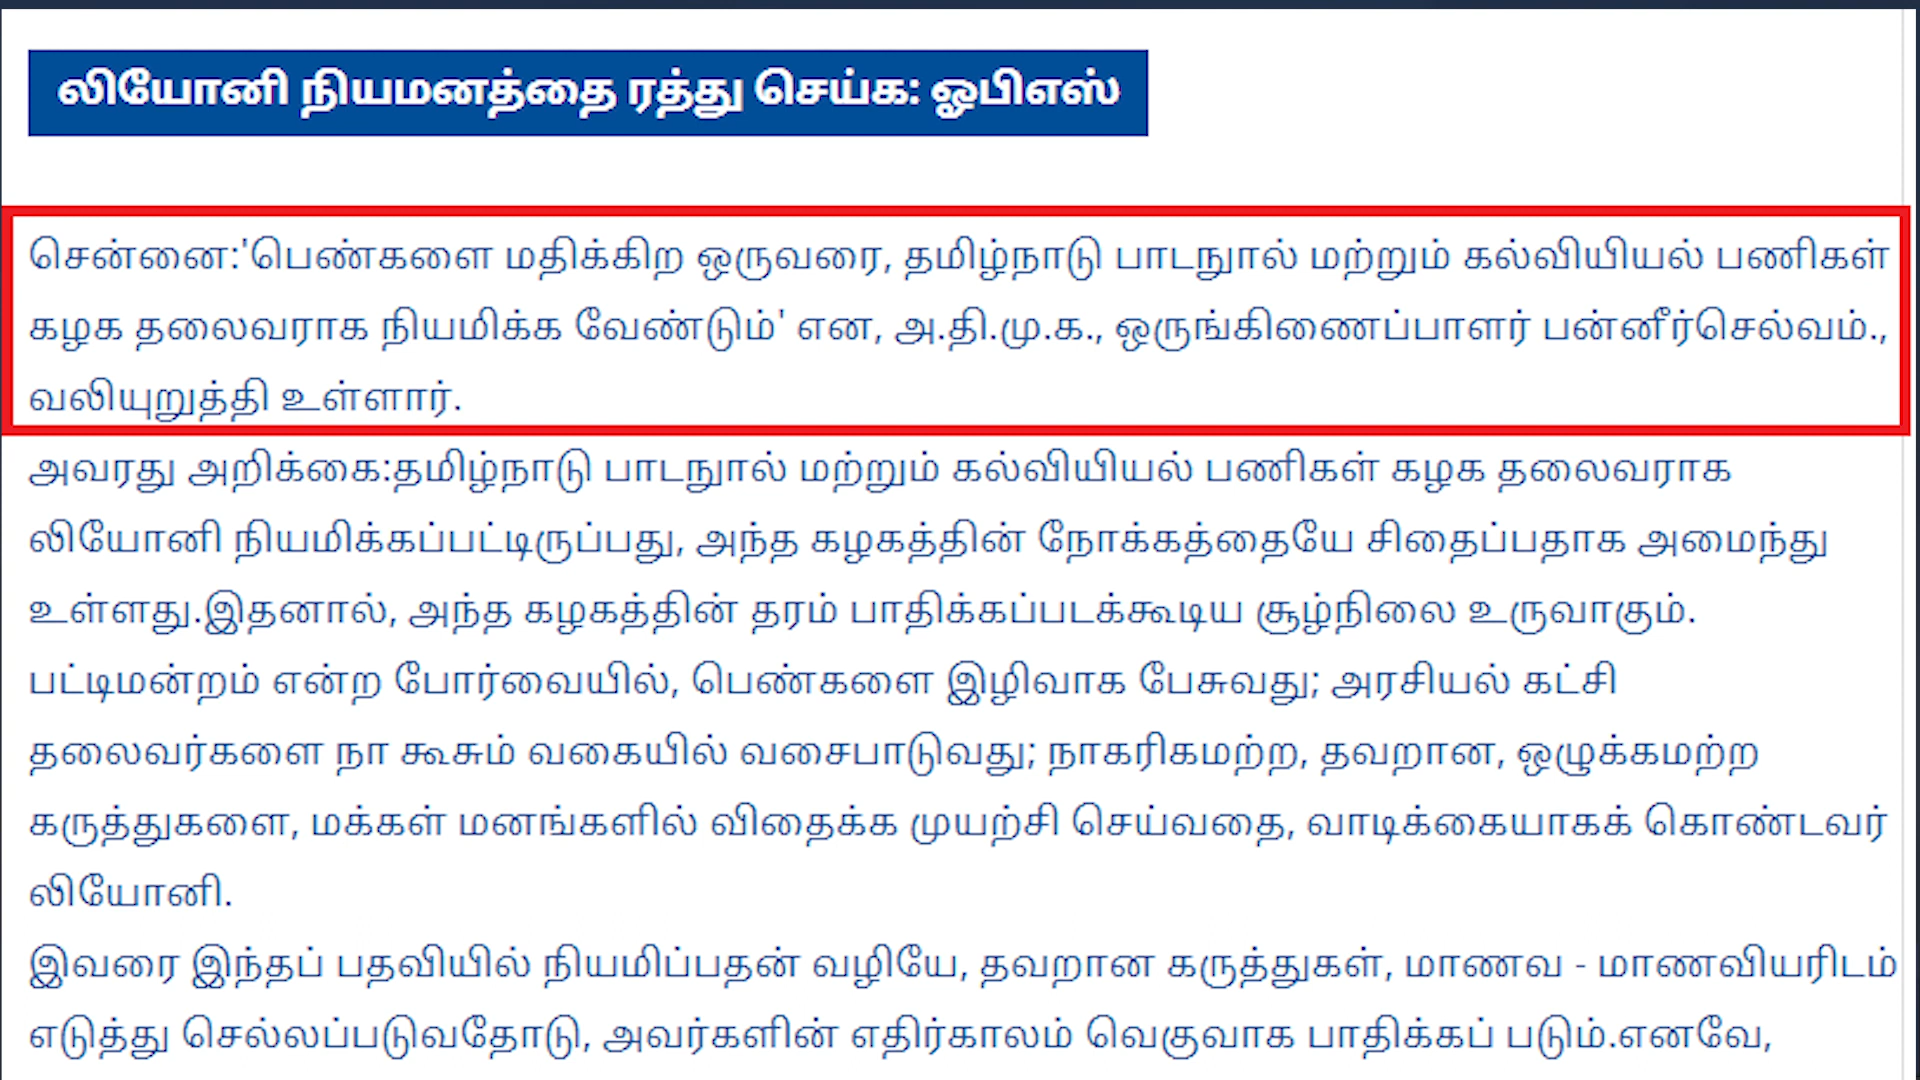 லியோனி நியமனத்தை ரத்து செய்க: ஓபிஎஸ்
சென்னை:'பெண்களை மதிக்கிற ஒருவரை, தமிழ்நாடு பாடநுால் மற்றும் கல்வியியல் பணிகள்
கழக தலைவராக நியமிக்க வேண்டும்' என, அ.தி.மு.க., ஒருங்கிணைப்பாளர் பன்னீர்செல்வம்.,
வலியுறுத்தி உள்ளார்.
அவரது அறிக்கை:தமிழ்நாடு பாடநுால் மற்றும் கல்வியியல் பணிகள் கழக தலைவராக
லியோனி நியமிக்கப்பட்டிருப்பது, அந்த கழகத்தின் நோக்கத்தையே சிதைப்பதாக அமைந்து
உள்ளது.இதனால், அந்த கழகத்தின் தரம் பாதிக்கப்படக்கூடிய சூழ்நிலை உருவாகும்.
பட்டிமன்றம் என்ற போர்வையில், பெண்களை இழிவாக பேசுவது; அரசியல் கட்சி
தலைவர்களை நா கூசும் வகையில் வசைபாடுவது; நாகரிகமற்ற, தவறான, ஒழுக்கமற்ற
கருத்துகளை, மக்கள் மனங்களில் விதைக்க முயற்சி செய்வதை, வாடிக்கையாகக் கொண்டவர்
லியோனி.
இவரை இந்தப் பதவியில் நியமிப்பதன் வழியே, தவறான கருத்துகள், மாணவ - மாணவியரிடம்
எடுத்து செல்லப்படுவதோடு, அவர்களின் எதிர்காலம் வெகுவாக பாதிக்கப் படும்.எனவே,